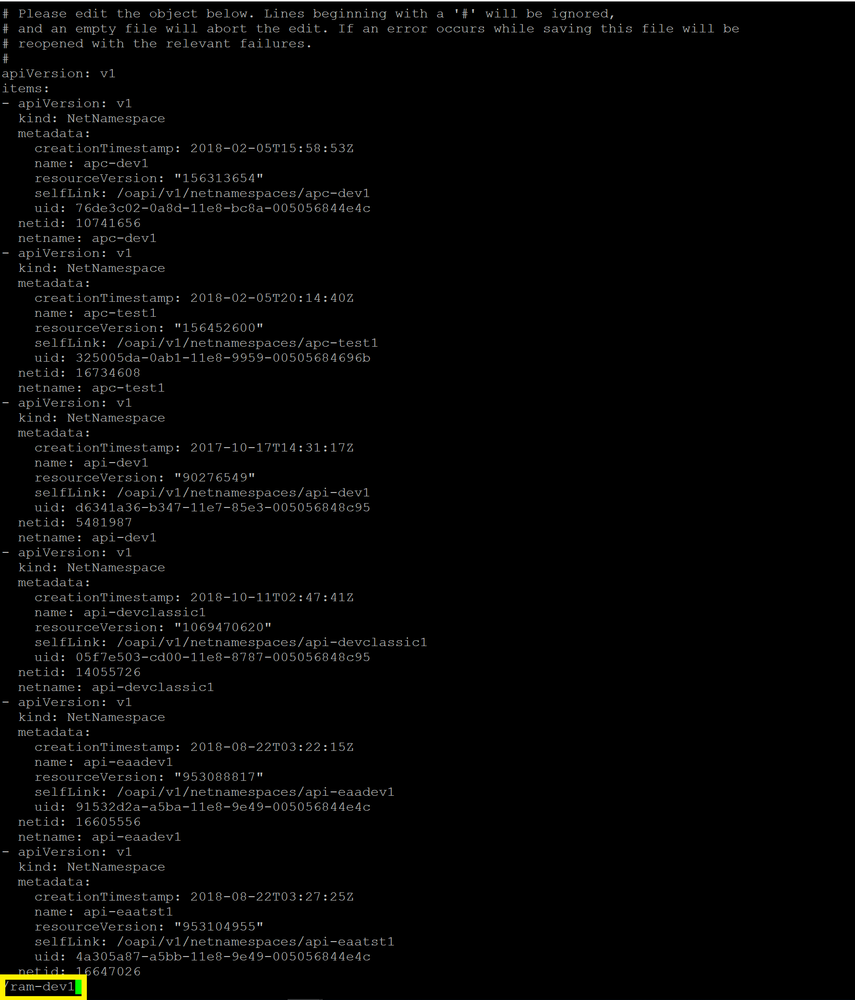 # Please edit the object below. Lines beginning with a '#' will be ignored,
# and an empty file will abort the edit. If an error occurs while saving this file will be
# reopened with the relevant failures.
#
apiVersion: v1
items:
- apiVersion: v1
  kind: NetNamespace
  metadata:
    creationTimestamp: 2018-02-05T15:58:53Z
    name: apc-dev1
    resourceVersion: "156313654"
    selfLink: /oapi/v1/netnamespaces/apc-dev1
    uid: 76de3c02-0a8d-11e8-bc8a-005056844e4c
  netid: 10741656
  netname: apc-dev1
- apiVersion: v1
  kind: NetNamespace
  metadata:
    creationTimestamp: 2018-02-05T20:14:40Z
    name: apc-test1
    resourceVersion: "156452600"
    selfLink: /oapi/v1/netnamespaces/apc-test1
    uid: 325005da-0ab1-11e8-9959-00505684696b
  netid: 16734608
  netname: apc-test1
- apiVersion: v1
  kind: NetNamespace
  metadata:
    creationTimestamp: 2017-10-17T14:31:17Z
    name: api-dev1
    resourceVersion: "90276549"
    selfLink: /oapi/v1/netnamespaces/api-dev1
    uid: d6341a36-b347-11e7-85e3-005056848c95
  netid: 5481987
  netname: api-dev1
- apiVersion: v1
  kind: NetNamespace
  metadata:
    creationTimestamp: 2018-10-11T02:47:41Z
    name: api-devclassic1
    resourceVersion: "1069470620"
    selfLink: /oapi/v1/netnamespaces/api-devclassic1
    uid: 05f7e503-cd00-11e8-8787-005056848c95
  netid: 14055726
  netname: api-devclassic1
- apiVersion: v1
  kind: NetNamespace
  metadata:
    creationTimestamp: 2018-08-22T03:22:15Z
    name: api-eaadev1
    resourceVersion: "953088817"
    selfLink: /oapi/v1/netnamespaces/api-eaadev1
    uid: 91532d2a-a5ba-11e8-9e49-005056844e4c
  netid: 16605556
  netname: api-eaadev1
- apiVersion: v1
  kind: NetNamespace
  metadata:
    creationTimestamp: 2018-08-22T03:27:25Z
    name: api-eaatst1
    resourceVersion: "953104955"
    selfLink: /oapi/v1/netnamespaces/api-eaatst1
    uid: 4a305a87-a5bb-11e8-9e49-005056844e4c
  netid: 16647026
/ram-dev1